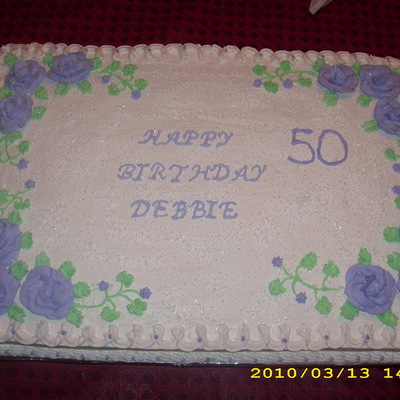 HAPPY
BIRTHDAY
DEBBIE
50
2010/03/13 14